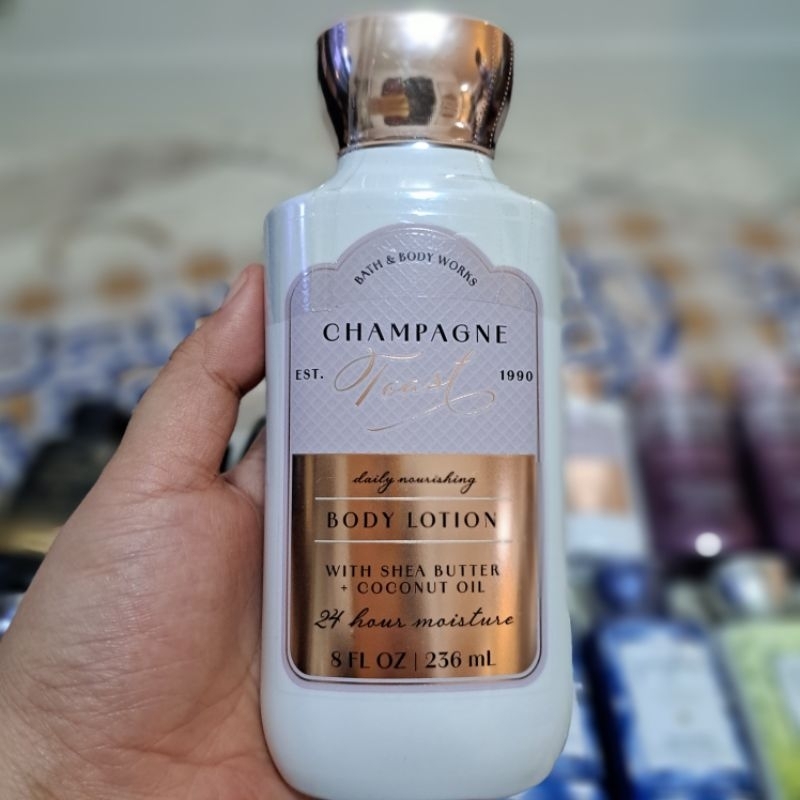 BATH & BODY WORKS
CHAMPAGNE
EST. Toast 1990
daily nourishing
BODY LOTION
WITH SHEA BUTTER
+ COCONUT OIL
24 hour moisture
8 FL OZ | 236 mL